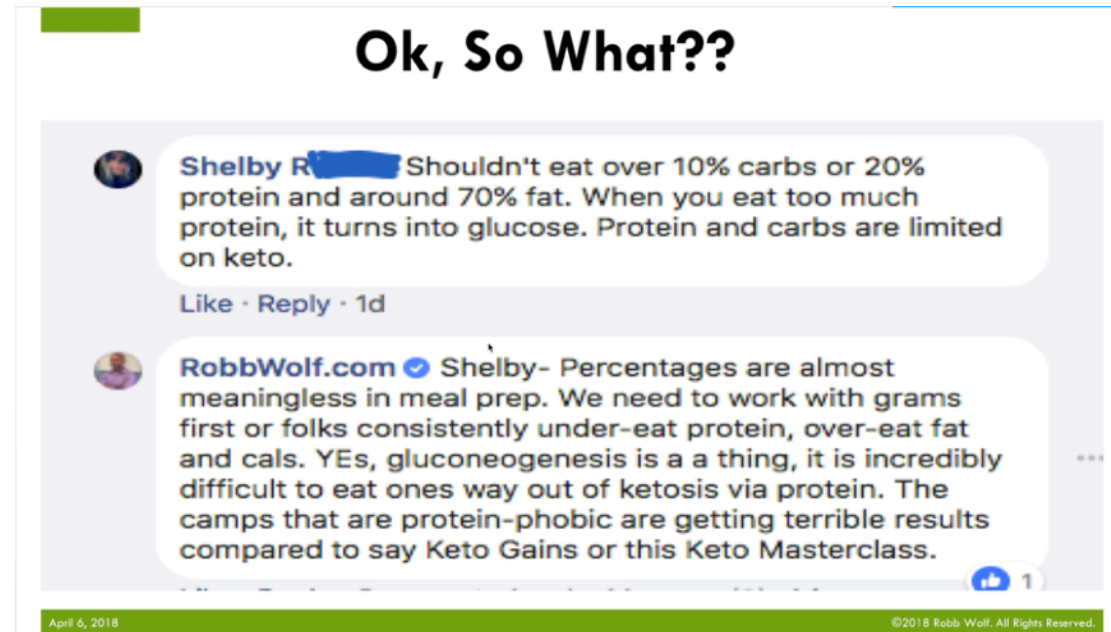 Ok, So What??
Shelby R Shouldn't eat over 10% carbs or 20%
protein and around 70% fat. When you eat too much
protein, it turns into glucose. Protein and carbs are limited
on keto.
Like · Reply · 1d
RobbWolf.com Shelby- Percentages are almost
meaningless in meal prep. We need to work with grams
first or folks consistently under-eat protein, over-eat fat
and cals. YEs, gluconeogenesis is a a thing, it is incredibly
difficult to eat ones way out of ketosis via protein. The
camps that are protein-phobic are getting terrible results
compared to say Keto Gains or this Keto Masterclass.
1
April 6, 2018
©2018 Robb Wolf. All Rights Reserved.